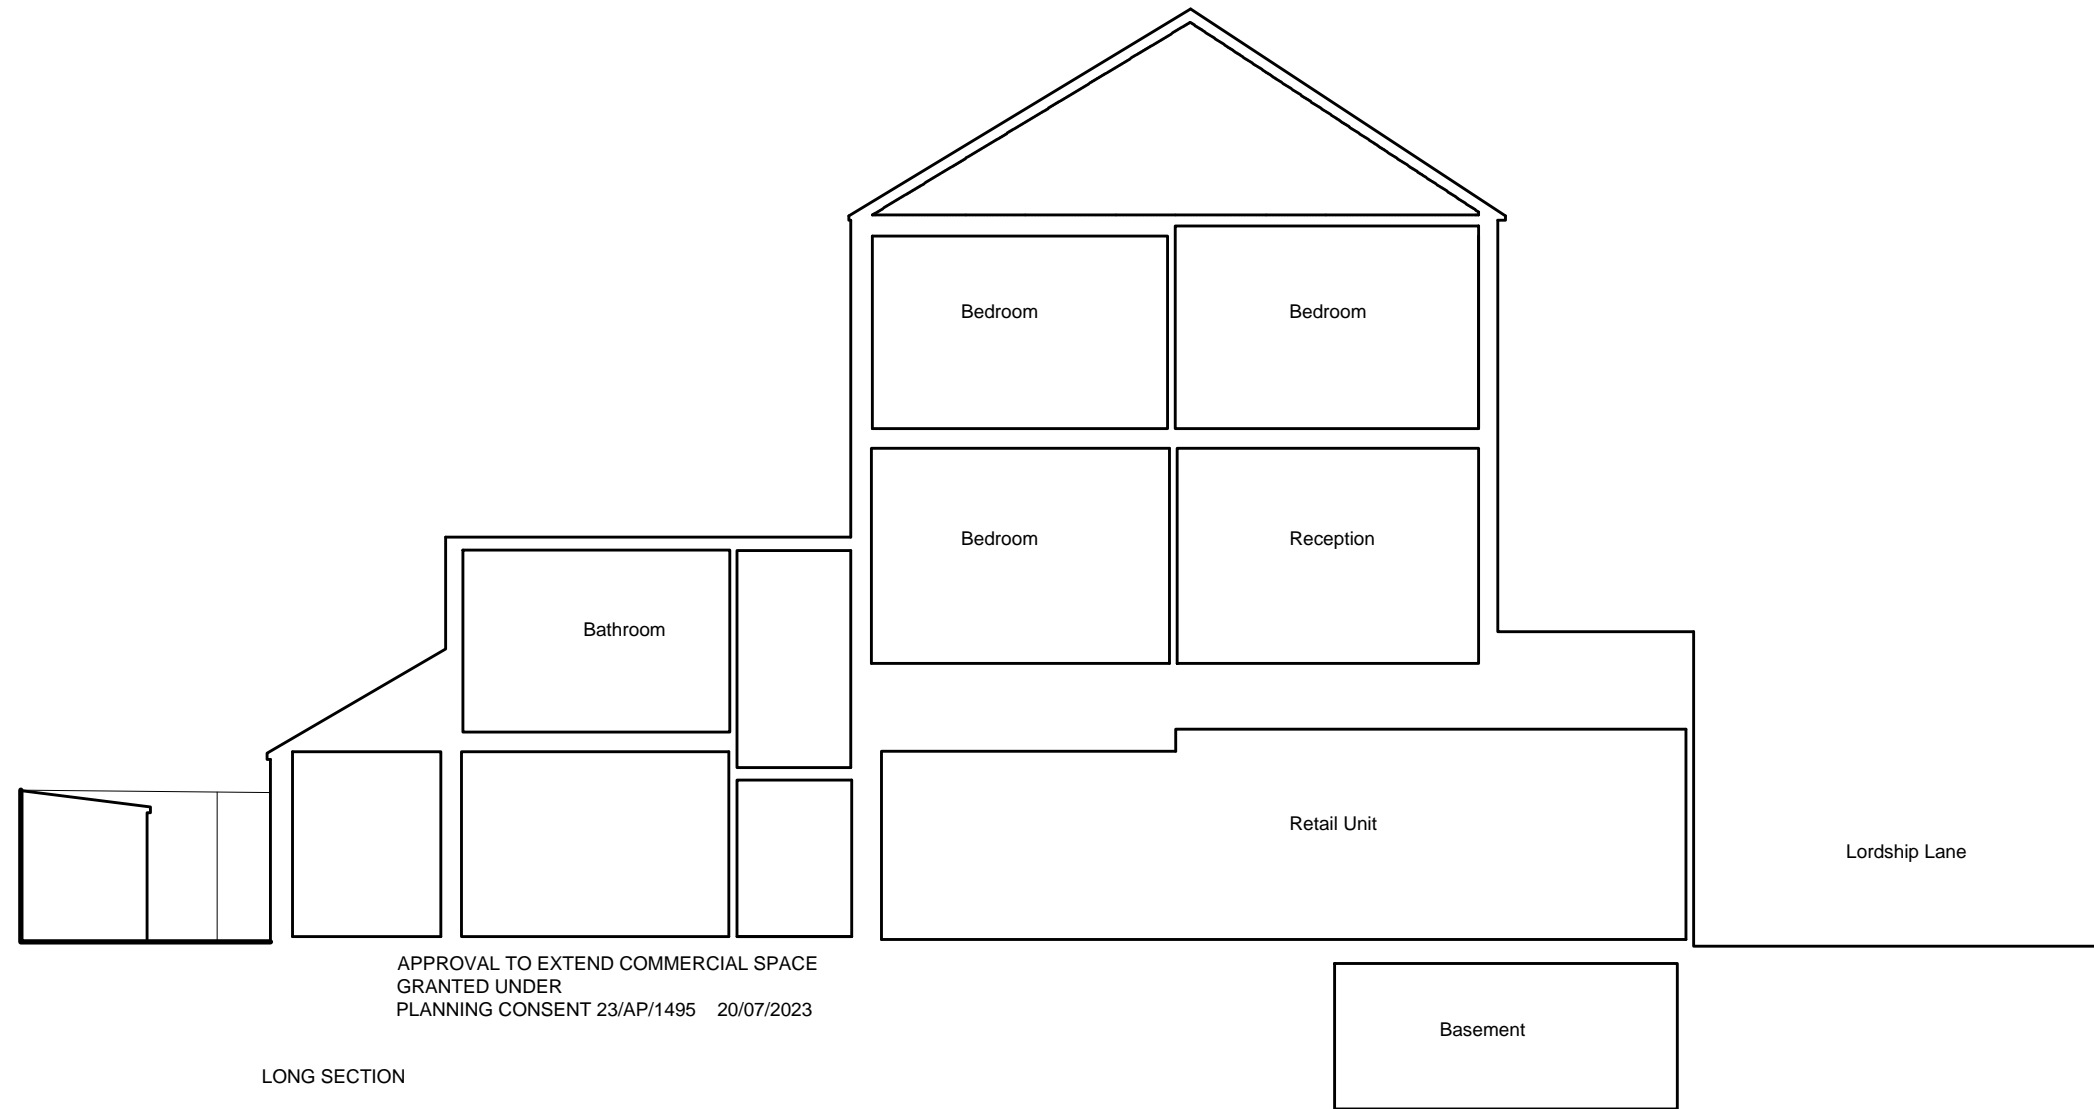 Bedroom
Bedroom
Bedroom
Reception
Bathroom
Retail Unit
Lordship Lane
APPROVAL TO EXTEND COMMERCIAL SPACE
GRANTED UNDER
PLANNING CONSENT 23/AP/1495 20/07/2023
Basement
LONG SECTION